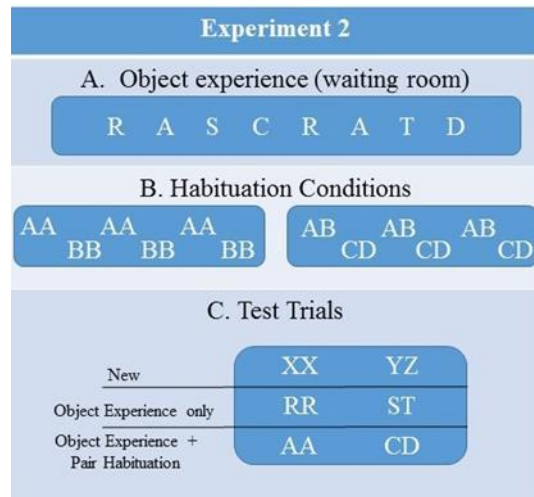 Experiment 2
A. Object experience (waiting room)
R A S C R A T D
B. Habituation Conditions
AA AA AA
BB BB BB
AB AB AB
CD CD CD
C. Test Trials
New XX YZ
Object Experience only RR ST
Object Experience +
Pair Habituation AA CD